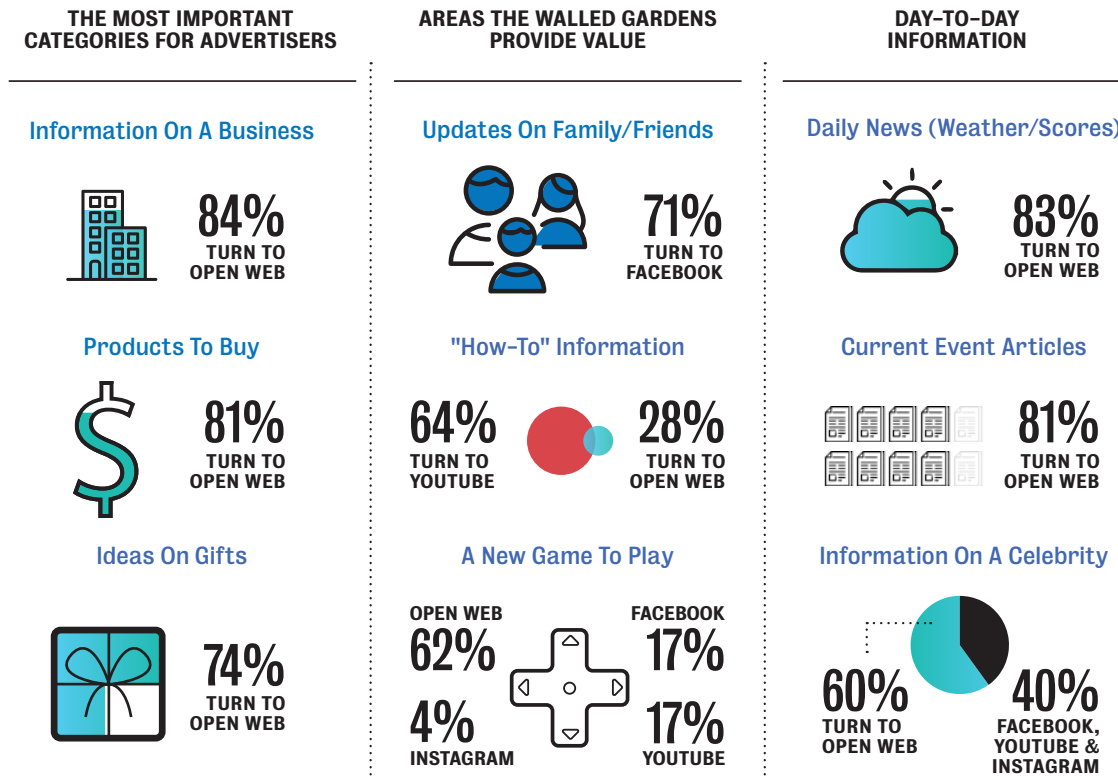 THE MOST IMPORTANT
CATEGORIES FOR ADVERTISERS
Information On A Business
84%
TURN TO
OPEN WEB
Products To Buy
81%
TURN TO
OPEN WEB
Ideas On Gifts
74%
TURN TO
OPEN WEB
AREAS THE WALLED GARDENS
PROVIDE VALUE
Updates On Family/Friends
71%
TURN TO
FACEBOOK
"How-To" Information
64%
TURN TO
YOUTUBE
28%
TURN TO
OPEN WEB
A New Game To Play
OPEN WEB
62%
FACEBOOK
17%
4%
INSTAGRAM
17%
YOUTUBE
DAY-TO-DAY
INFORMATION
Daily News (Weather/Scores)
83%
TURN TO
OPEN WEB
Current Event Articles
81%
TURN TO
OPEN WEB
Information On A Celebrity
60%
TURN TO
OPEN WEB
40%
FACEBOOK,
YOUTUBE &
INSTAGRAM